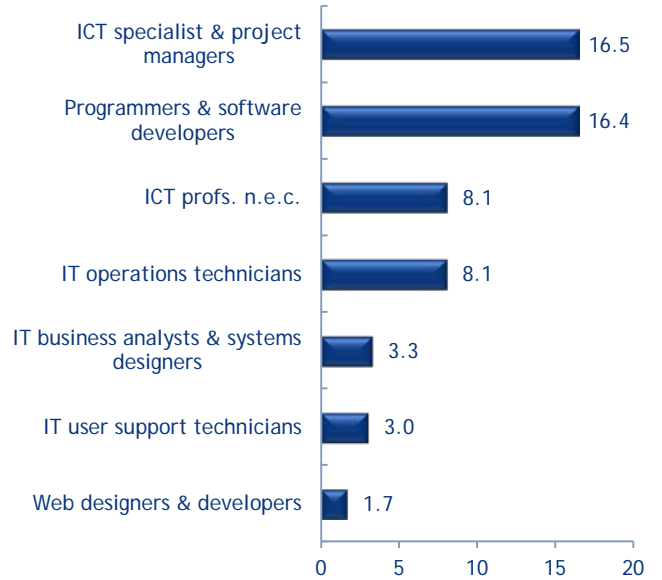 ICT specialist & project
managers
16.5
Programmers & software
developers
16.4
ICT profs. n.e.c.
8.1
IT operations technicians
8.1
IT business analysts & systems
designers
3.3
IT user support technicians
3.0
Web designers & developers
1.7
0 5 10 15 20